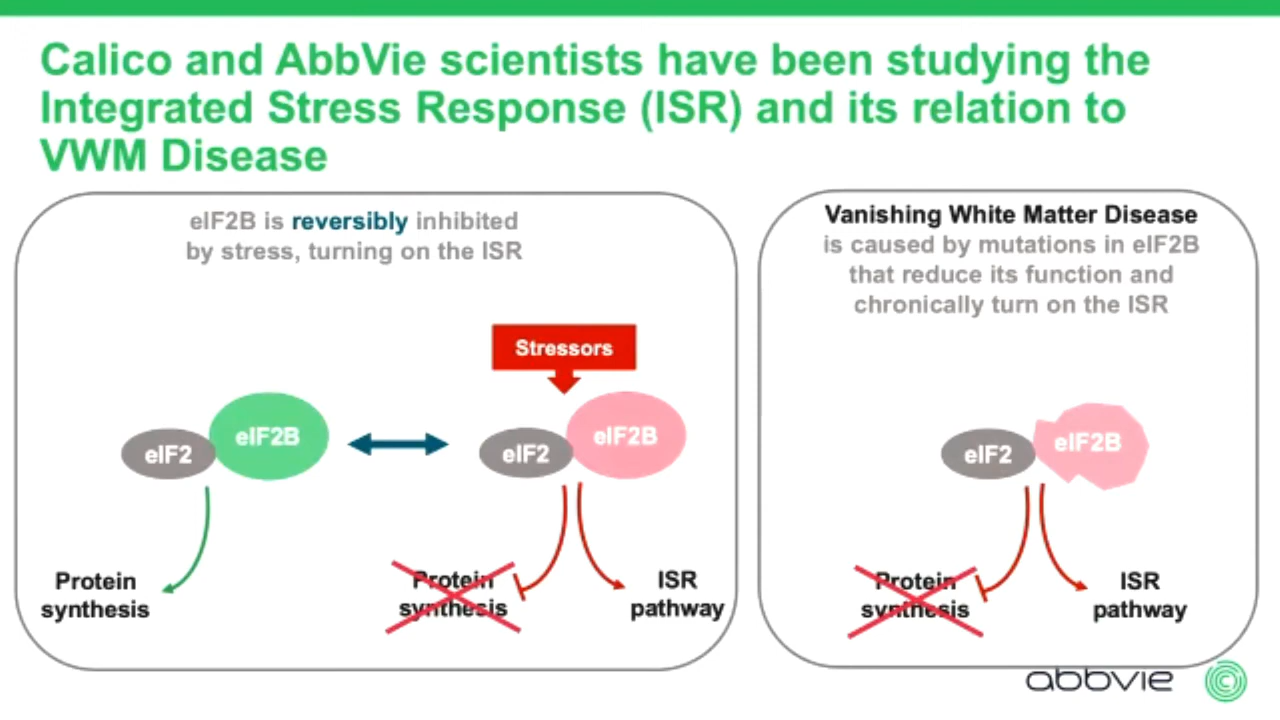 Calico and AbbVie scientists have been studying the
Integrated Stress Response (ISR) and its relation to
VWM Disease
eIF2B is reversibly inhibited
by stress, turning on the ISR
Stressors
eIF2
eIF2B
eIF2
eIF2B
Protein
synthesis
Protein
synthesis
ISR
pathway
Vanishing White Matter Disease
is caused by mutations in eIF2B
that reduce its function and
chronically turn on the ISR
eIF2
eIF2B
Protein
synthesis
ISR
pathway
abbvie